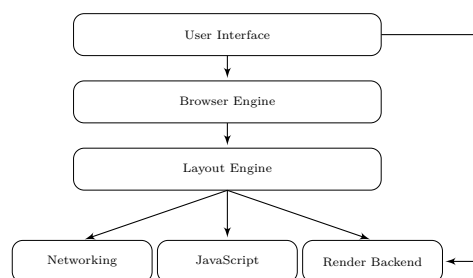 User Interface
Browser Engine
Layout Engine
Networking
JavaScript
Render Backend